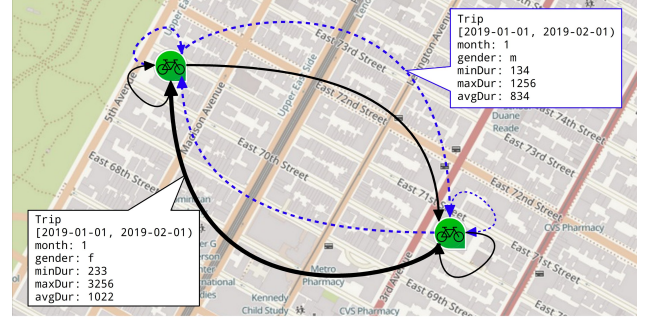 Trip
[2019-01-01, 2019-02-01)
month: 1
gender: m
minDur: 134
maxDur: 1256
avgDur: 834
Trip
[2019-01-01, 2019-02-01)
month: 1
gender: f
minDur: 233
maxDur: 3256
avgDur: 1022
East 73rd Street
East 72nd Street
5th Avenue
Madison Avenue
Upper East Side
East 70th Street
East 68th Street
East 71st
Duane
Reade
East 74th Street
East 73rd Street
East 72nd Street
CVS Pharmacy
East 71st Street
East 69th
3rd Avenue
Metro
Pharmacy
Kennedy
Child Study
CVS Pharmacy